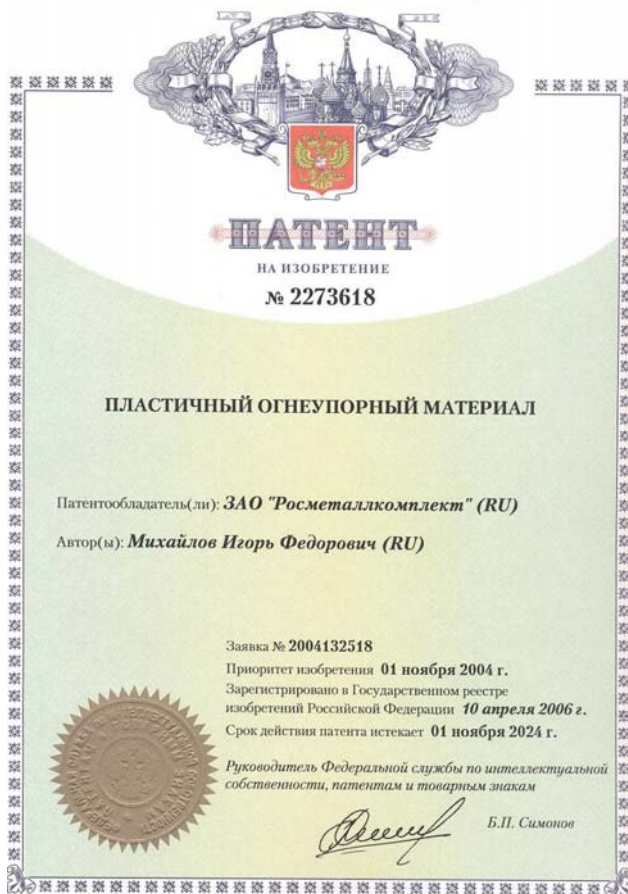 ПАТЕНТ
НА ИЗОБРЕТЕНИЕ
№ 2273618
ПЛАСТИЧНЫЙ ОГНЕУПОРНЫЙ МАТЕРИАЛ
Патентообладатель(ли): ЗАО "Росметаллкомплект" (RU)
Автор(ы): Михайлов Игорь Федорович (RU)
Заявка № 2004132518
Приоритет изобретения 01 ноября 2004 г.
Зарегистрировано в Государственном реестре
изобретений Российской Федерации 10 апреля 2006 г.
Срок действия патента истекает 01 ноября 2024 г.
Руководитель Федеральной службы по интеллектуальной
собственности, патентам и товарным знакам
Б.П. Симонов